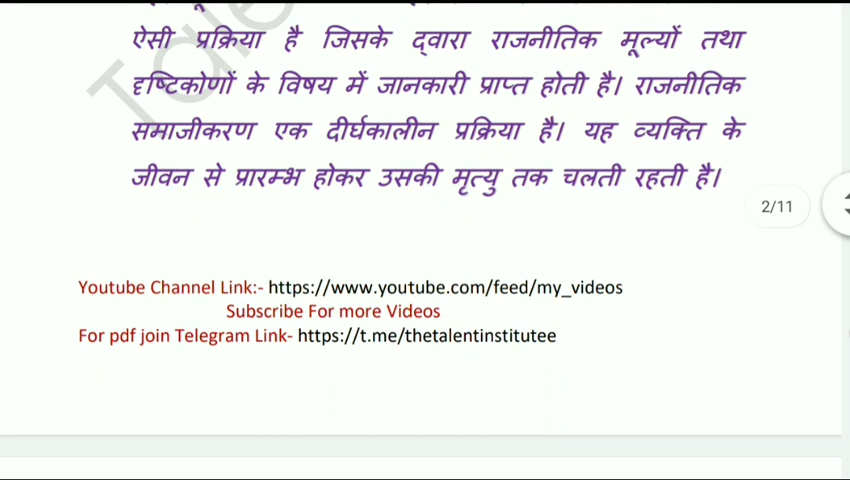 ऐसी प्रक्रिया है जिसके द्वारा राजनीतिक मूल्यों तथा
दृष्टिकोणों के विषय में जानकारी प्राप्त होती है। राजनीतिक
समाजीकरण एक दीर्घकालीन प्रक्रिया है। यह व्यक्ति के
जीवन से प्रारम्भ होकर उसकी मृत्यु तक चलती रहती है।
2/11
Youtube Channel Link:- https://www.youtube.com/feed/my_videos
Subscribe For more Videos
For pdf join Telegram Link- https://t.me/thetalentinstitutee